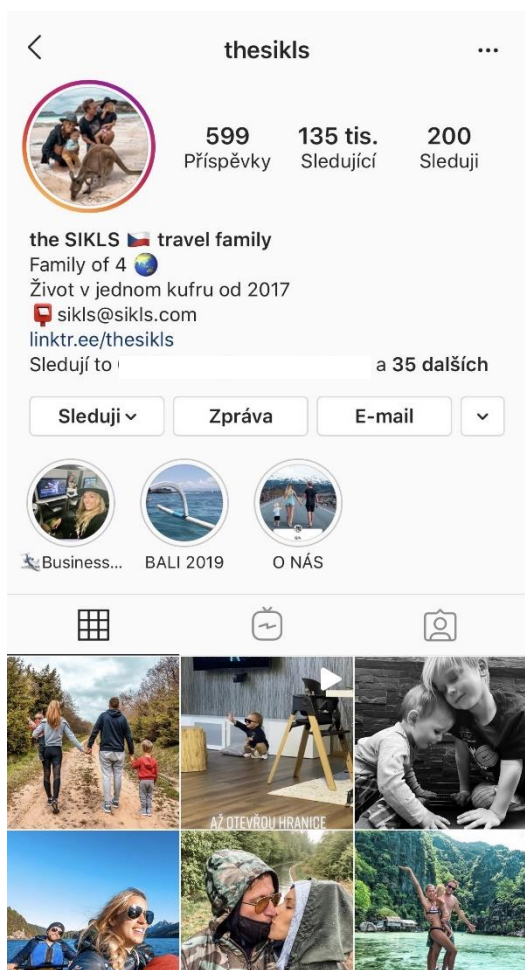 thesikls
599 135 tis. 200
Příspěvky Sledující Sleduji
the SIKLS travel family
Family of 4
Život v jednom kufru od 2017
sikls@sikls.com
linktr.ee/thesikls
Sledují to a 35 dalších
Sleduji Zpráva E-mail
Business... BALI 2019 O NÁS
AŽ OTEVŘOU HRANICE